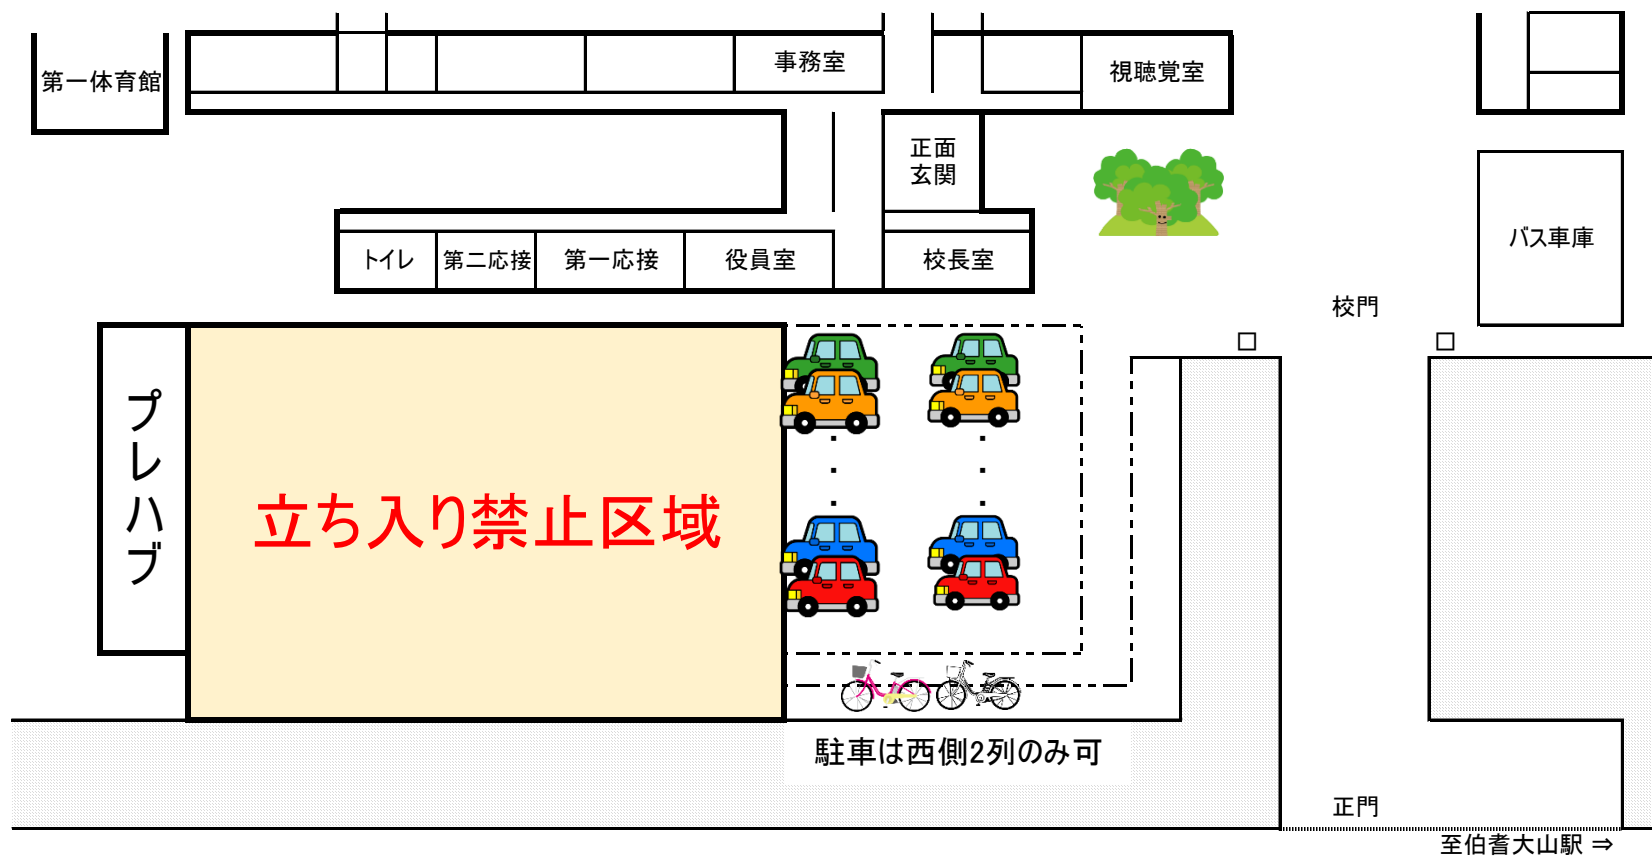 事務室
視聴覚室
第一体育館
正面
玄関
バス車庫
トイレ
第二応接
第一応接
役員室
校長室
校門
プレハブ
立ち入り禁止区域
駐車は西側2列のみ可
正門
至伯耆大山駅 ⇒